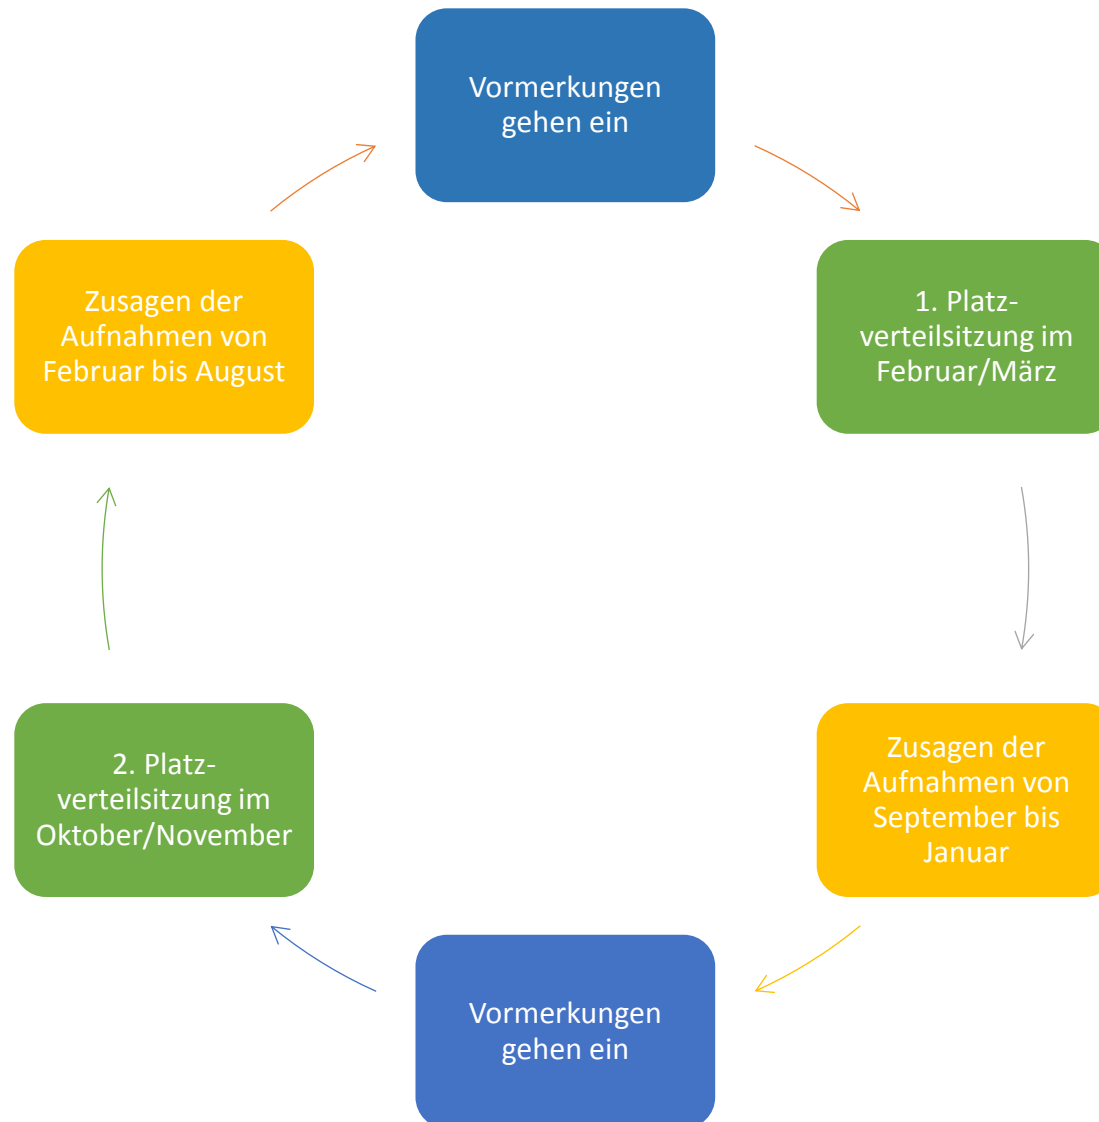 Vormerkungen
gehen ein
1. Platz-
verteilsitzung im
Februar/März
Zusagen der
Aufnahmen von
September bis
Januar
Vormerkungen
gehen ein
2. Platz-
verteilsitzung im
Oktober/November
Zusagen der
Aufnahmen von
Februar bis August